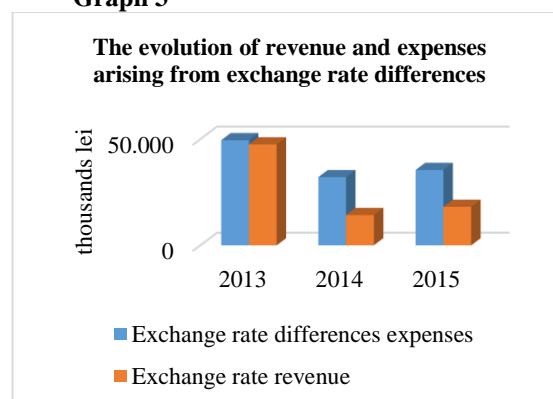 Graph 3
The evolution of revenue and expenses
arising from exchange rate differences
thousands lei
50.000
0
2013 2014 2015
Exchange rate differences expenses
Exchange rate revenue